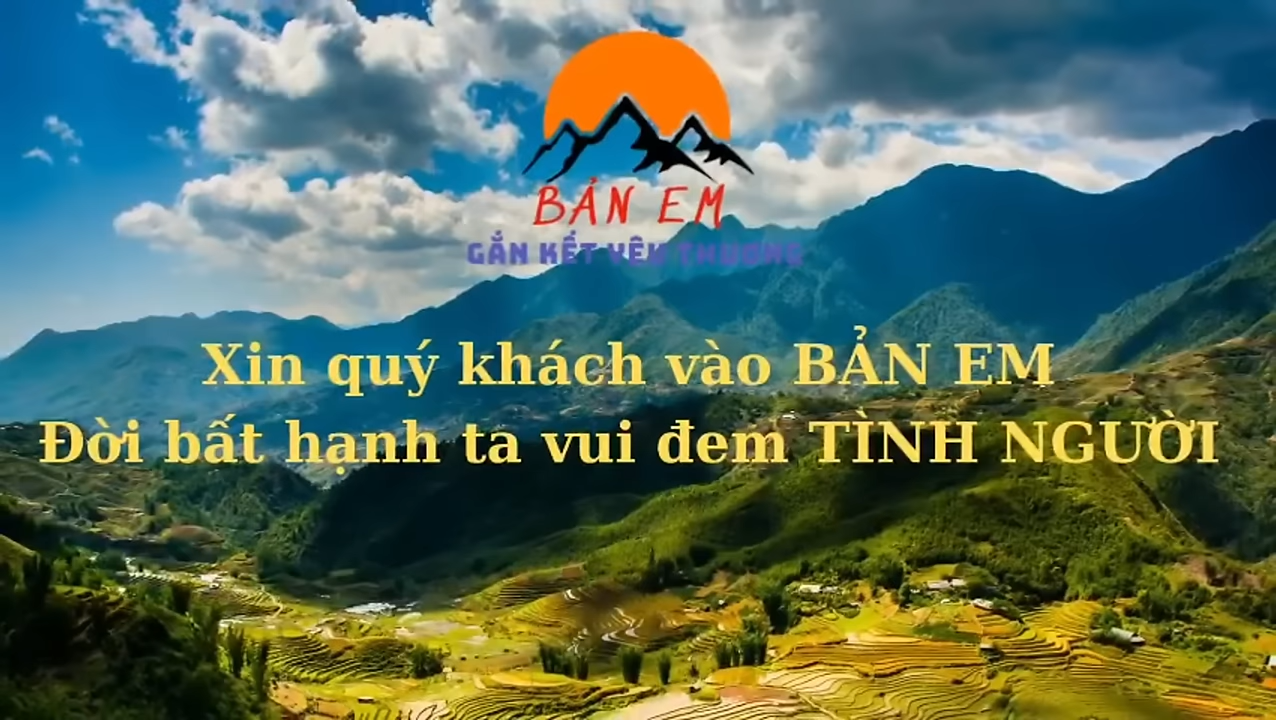 BẢN EM
GẮN KẾT YÊU THƯƠNG
Xin quý khách vào BẢN EM
Đời bất hạnh ta vui đem TÌNH NGƯỜI